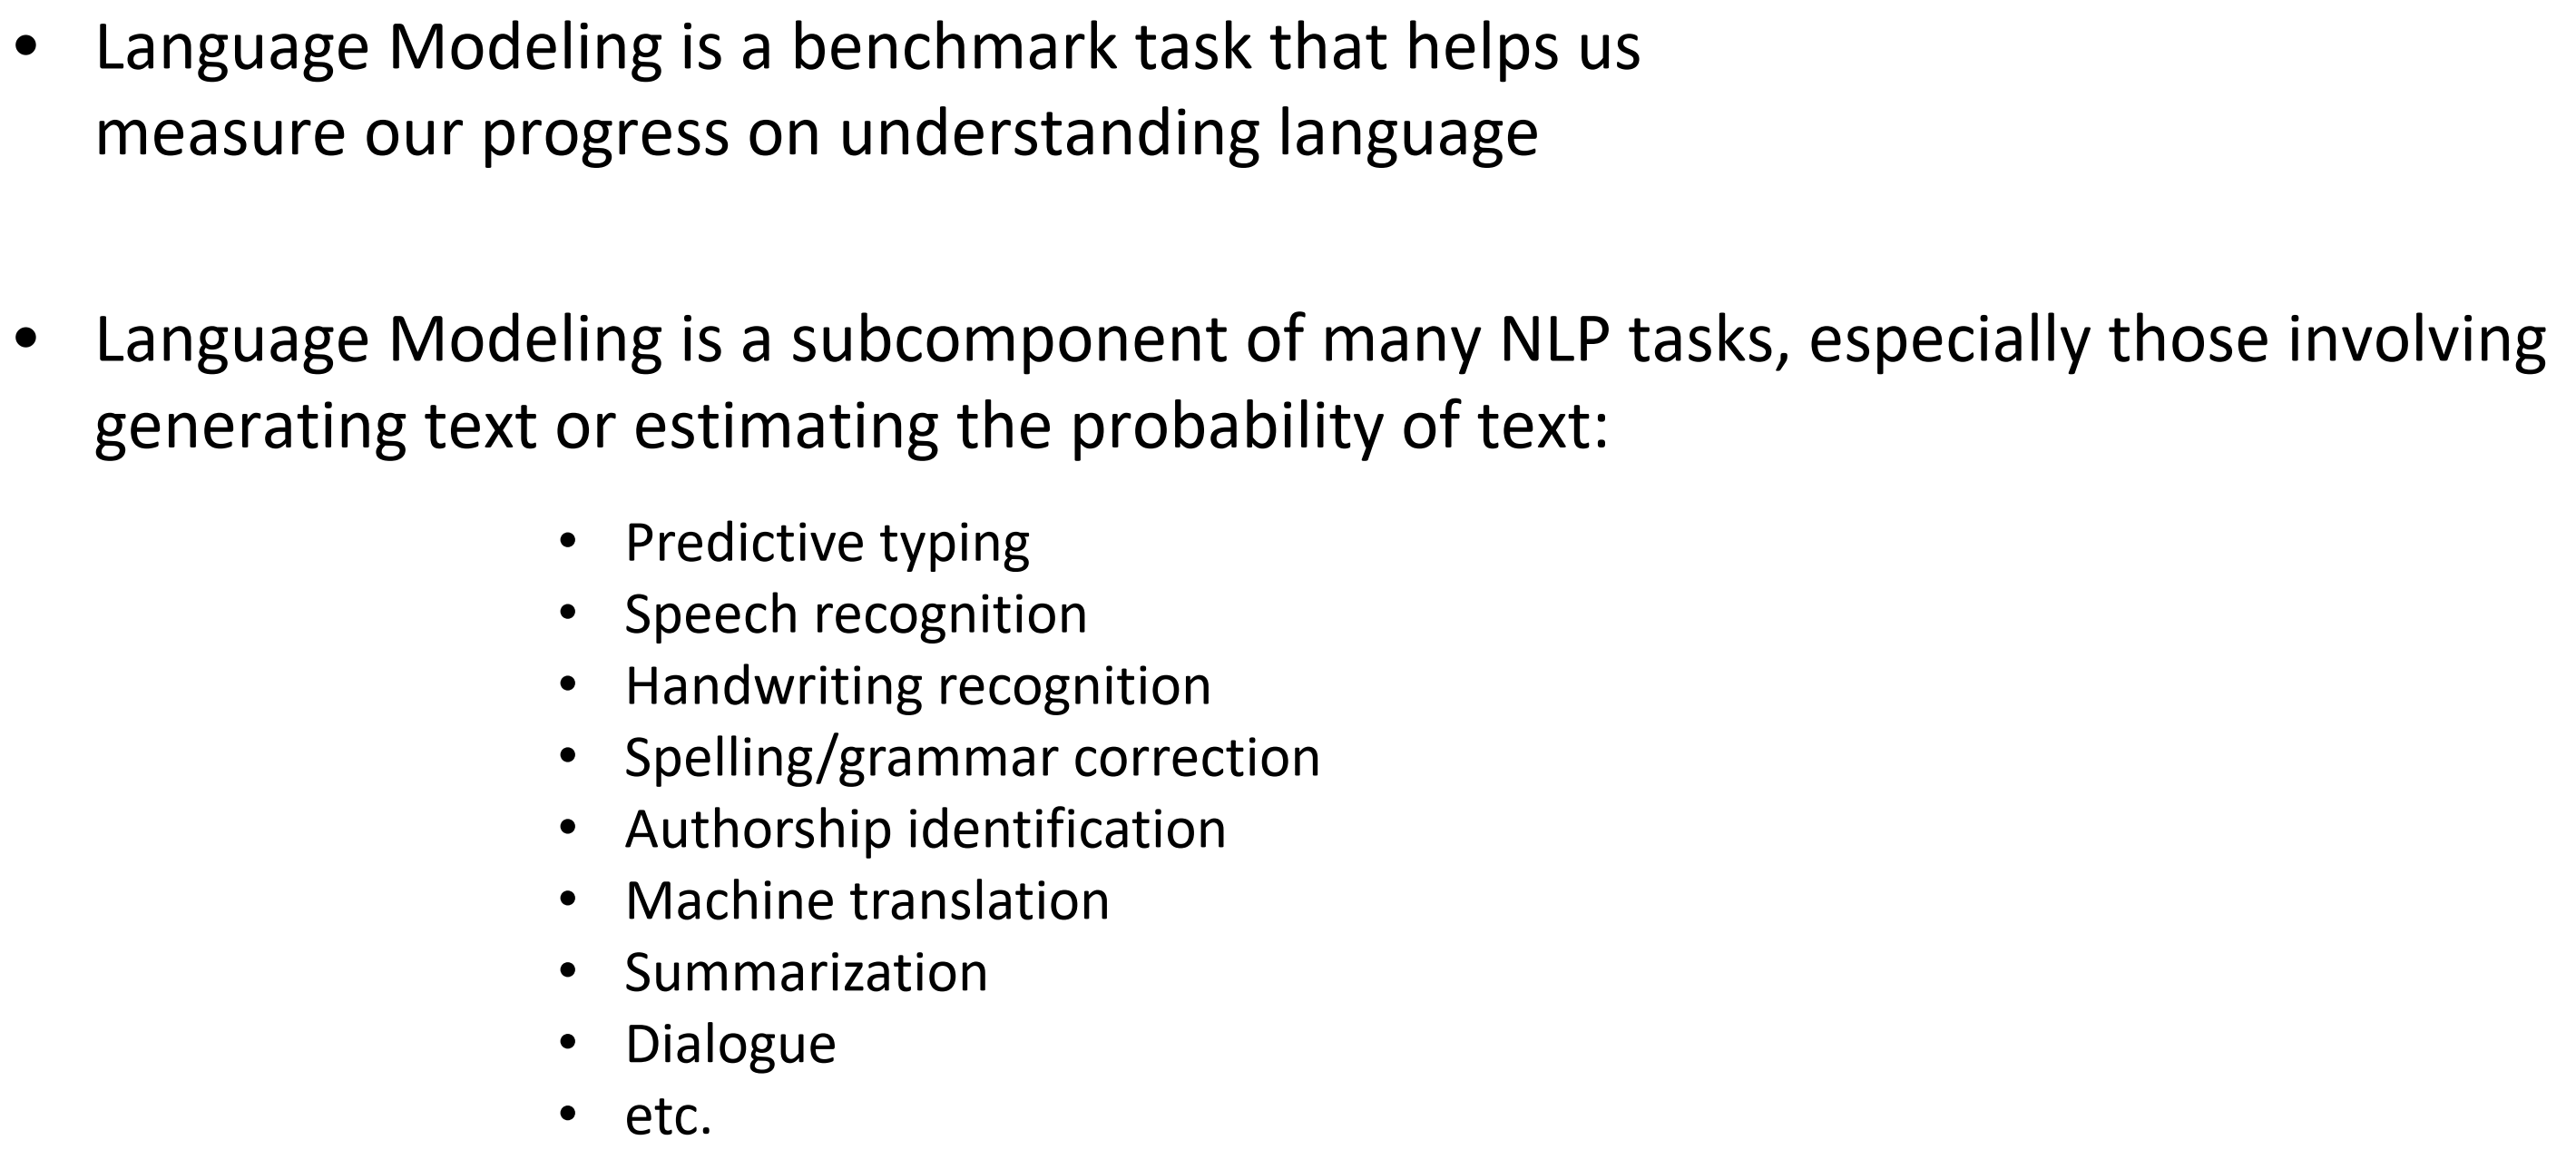 • Language Modeling is a benchmark task that helps us
measure our progress on understanding language
• Language Modeling is a subcomponent of many NLP tasks, especially those involving
generating text or estimating the probability of text:
• Predictive typing
• Speech recognition
• Handwriting recognition
• Spelling/grammar correction
• Authorship identification
• Machine translation
• Summarization
• Dialogue
• etc.